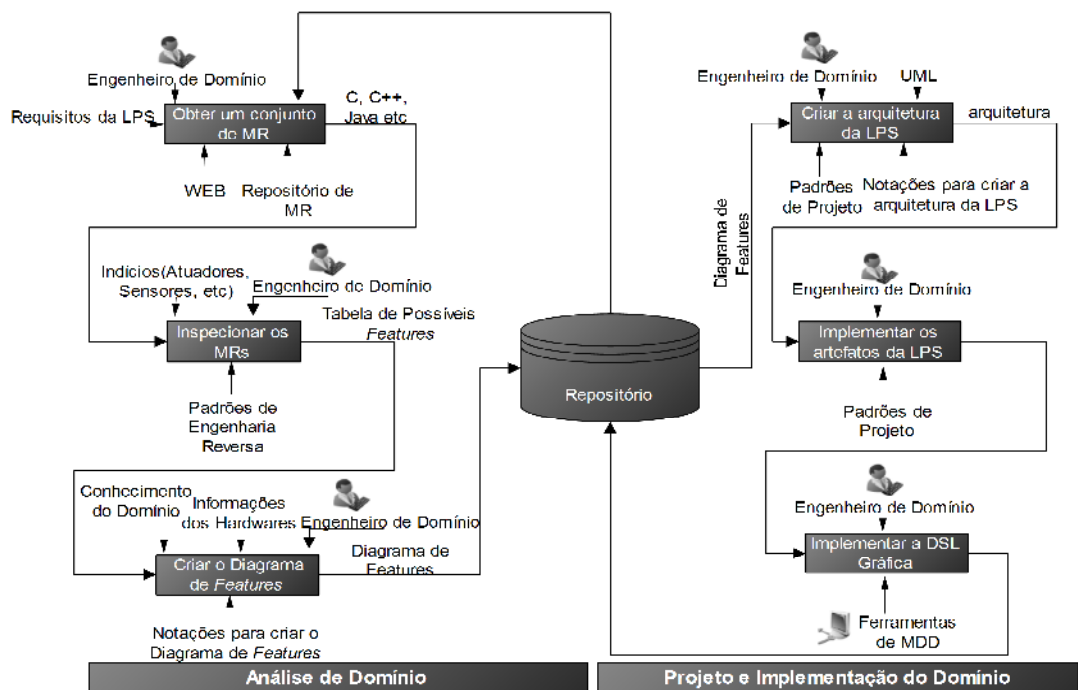 Engenheiro de Domínio
Requisitos da LPS
Obter um conjunto
de MR
C, C++,
Java etc
WEB
Repositório de
MR
Indícios(Atuadores,
Sensores, etc)
Engenheiro de Domínio
Inspecionar os
MRs
Tabela de Possíveis
Features
Padrões de
Engenharia
Reversa
Conhecimento
do Domínio
Informações
dos Hardwares
Engenheiro de Domínio
Criar o Diagrama
de Features
Diagrama de
Features
Notações para criar o
Diagrama de Features
Análise de Domínio
Repositório
Diagrama de
Features
Engenheiro de Domínio
UML
Criar a arquitetura
da LPS
arquitetura
Padrões
de Projeto
Notações para criar a
arquitetura da LPS
Engenheiro de Domínio
Implementar os
artefatos da LPS
Padrões de
Projeto
Engenheiro de Domínio
Implementar a DSL
Gráfica
Ferramentas
de MDD
Projeto e Implementação do Domínio